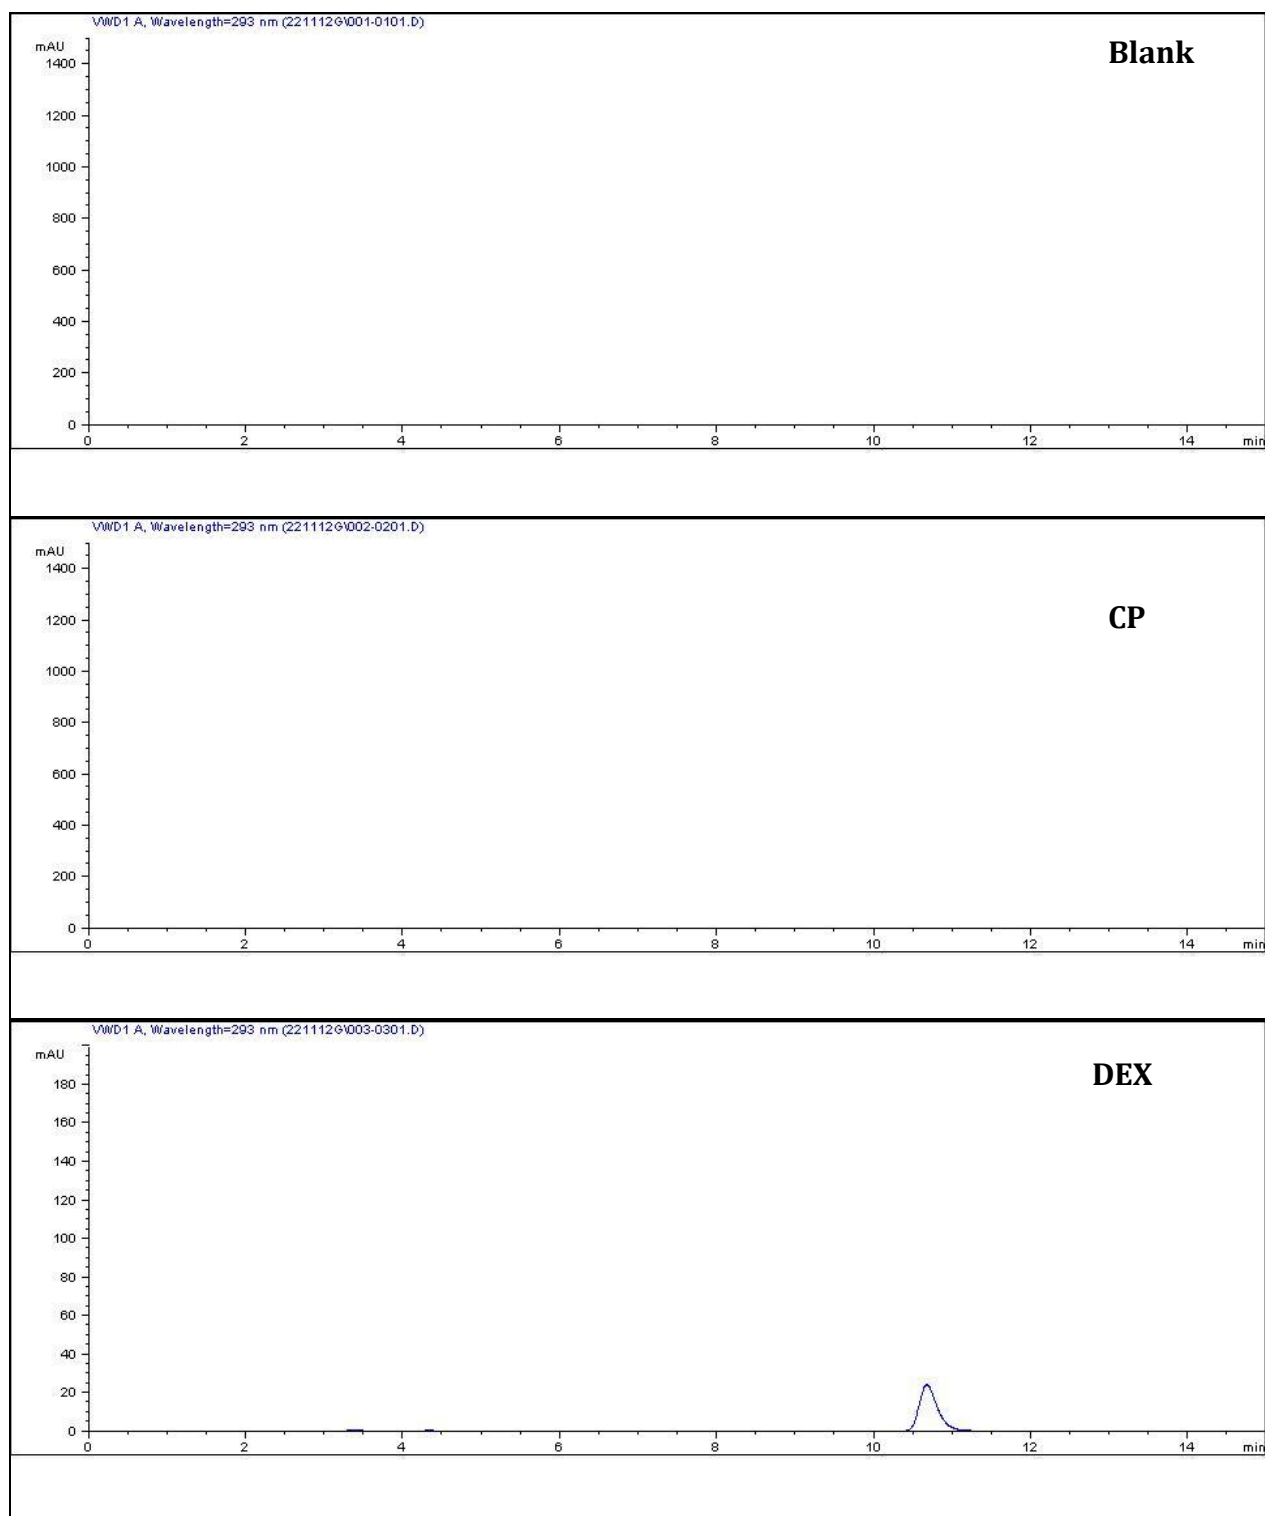 VWD1 A, Wavelength=293 nm (221112G\001-0101.D)
mAU
Blank
1400
1200
1000
800
600
400
200
0
0 2 4 6 8 10 12 14 min
VWD1 A, Wavelength=293 nm (221112G\002-0201.D)
mAU
1400
CP
1200
1000
800
600
400
200
0
0 2 4 6 8 10 12 14 min
VWD1 A, Wavelength=293 nm (221112G\003-0301.D)
mAU
DEX
180
160
140
120
100
80
60
40
20
0
0 2 4 6 8 10 12 14 min